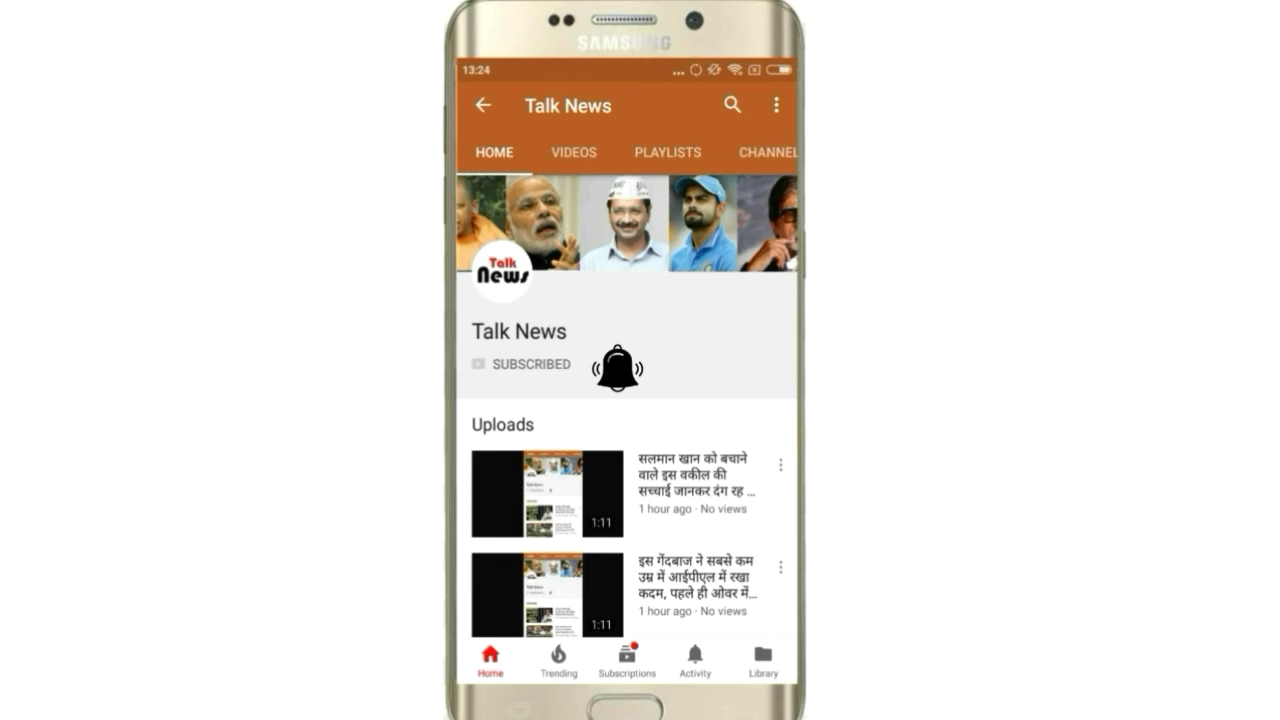 SAMSUNG
13:24
Talk News
HOME VIDEOS PLAYLISTS CHANNEL
Talk
News
Talk News
SUBSCRIBED
Uploads
सलमान खान को बचाने
वाले इस वकील की
सच्चाई जानकर दंग रह ...
1 hour ago · No views
1:11
इस गेंदबाज ने सबसे कम
उम्र में आईपीएल में रखा
कदम, पहले ही ओवर में...
1 hour ago · No views
1:11
Home Trending Subscriptions Activity Library